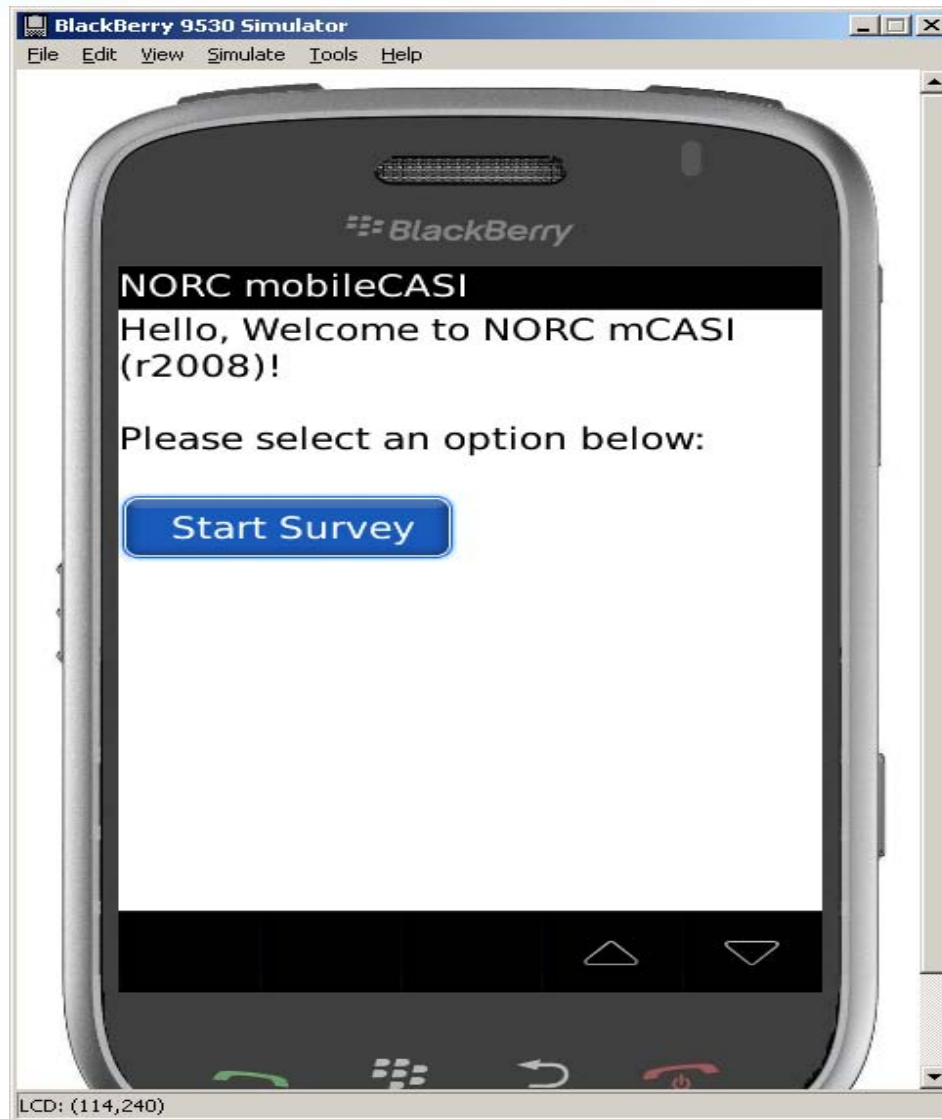 BlackBerry 9530 Simulator
File Edit View Simulate Tools Help
BlackBerry
NORC mobileCASI
Hello, Welcome to NORC mCASI
(r2008)!
Please select an option below:
Start Survey
LCD: (114,240)